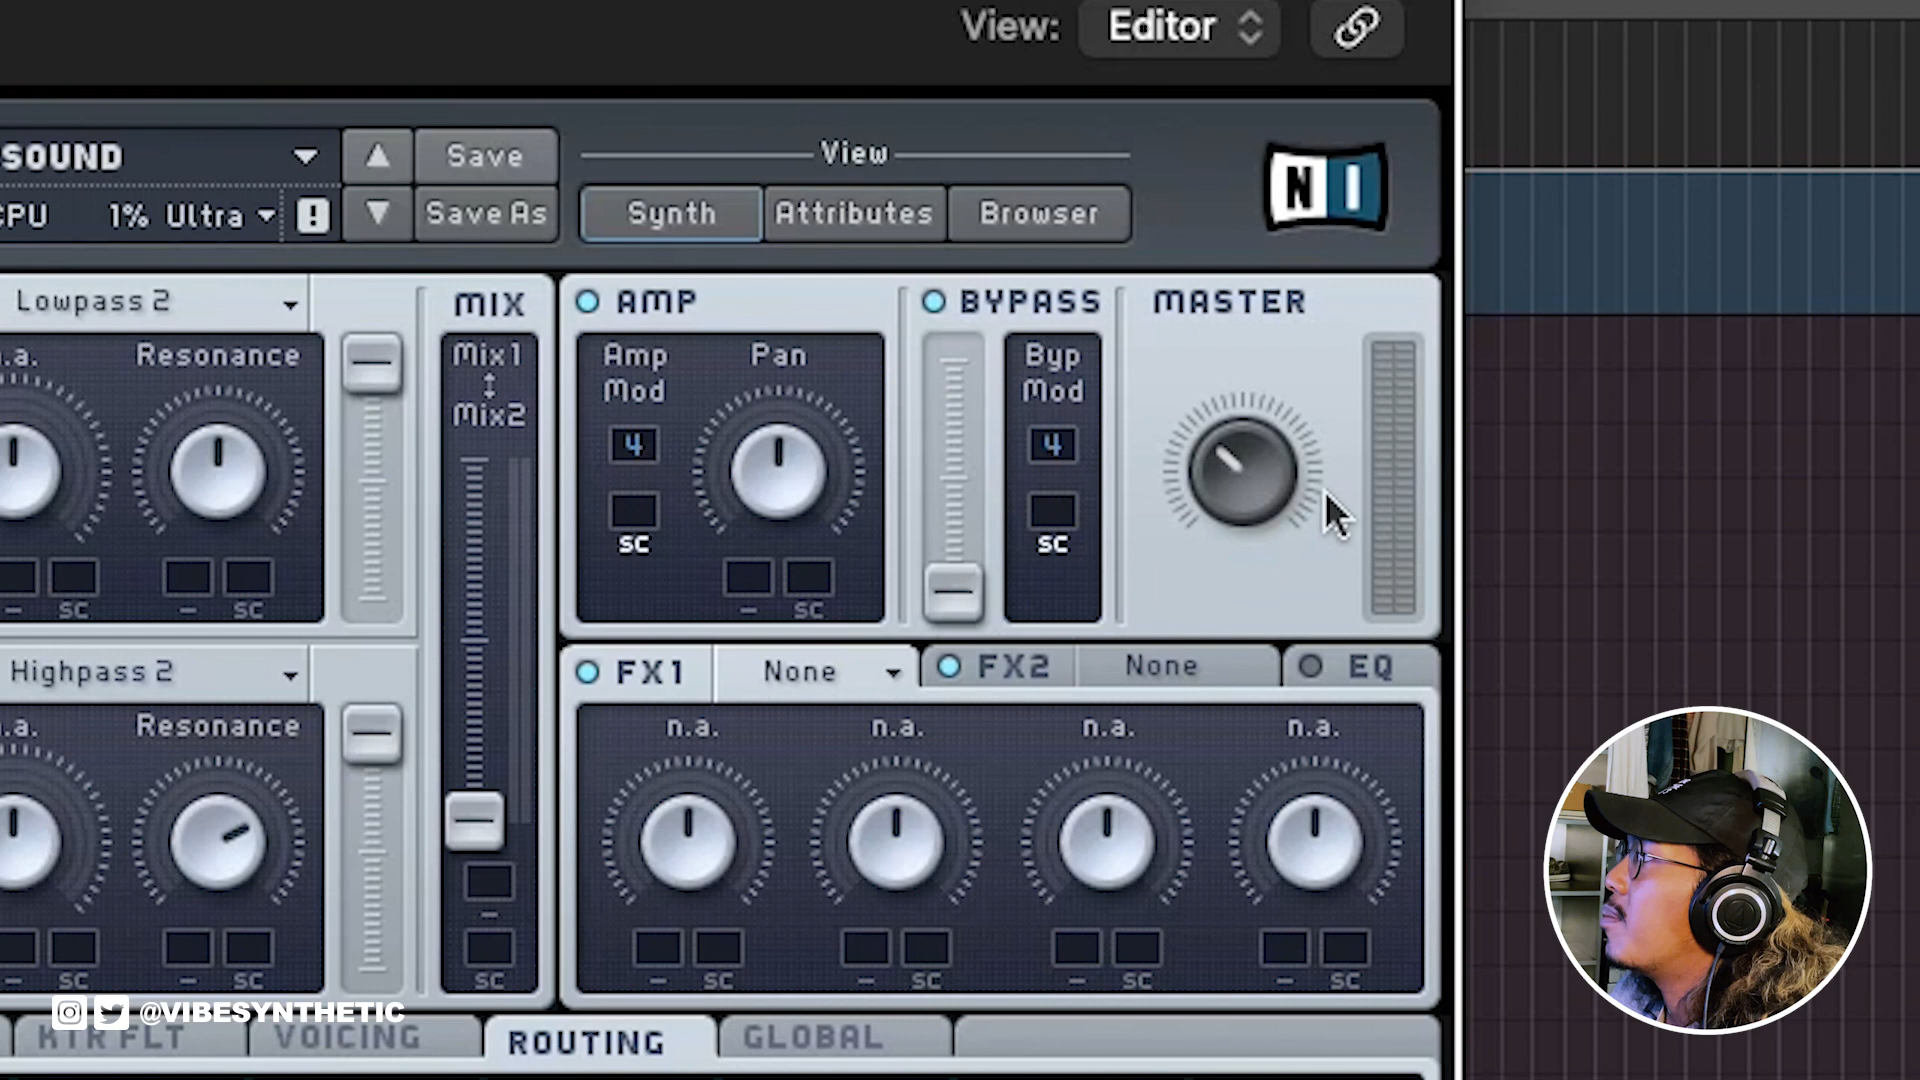 View: Editor
SOUND Save
CPU 1% Ultra ! Save As
View
Synth Attributes Browser
NI
Lowpass 2
.a. Resonance
SC SC
MIX
Mix1
Mix2
SC
AMP
Amp Mod
4
SC
Pan
SC
BYPASS
Byp Mod
4
SC
MASTER
Highpass 2
.a. Resonance
SC SC
FX1 None FX2 None EQ
n.a. n.a. n.a. n.a.
SC SC SC SC
@VIBESYNTHETIC
KTR FLT VOICING ROUTING GLOBAL